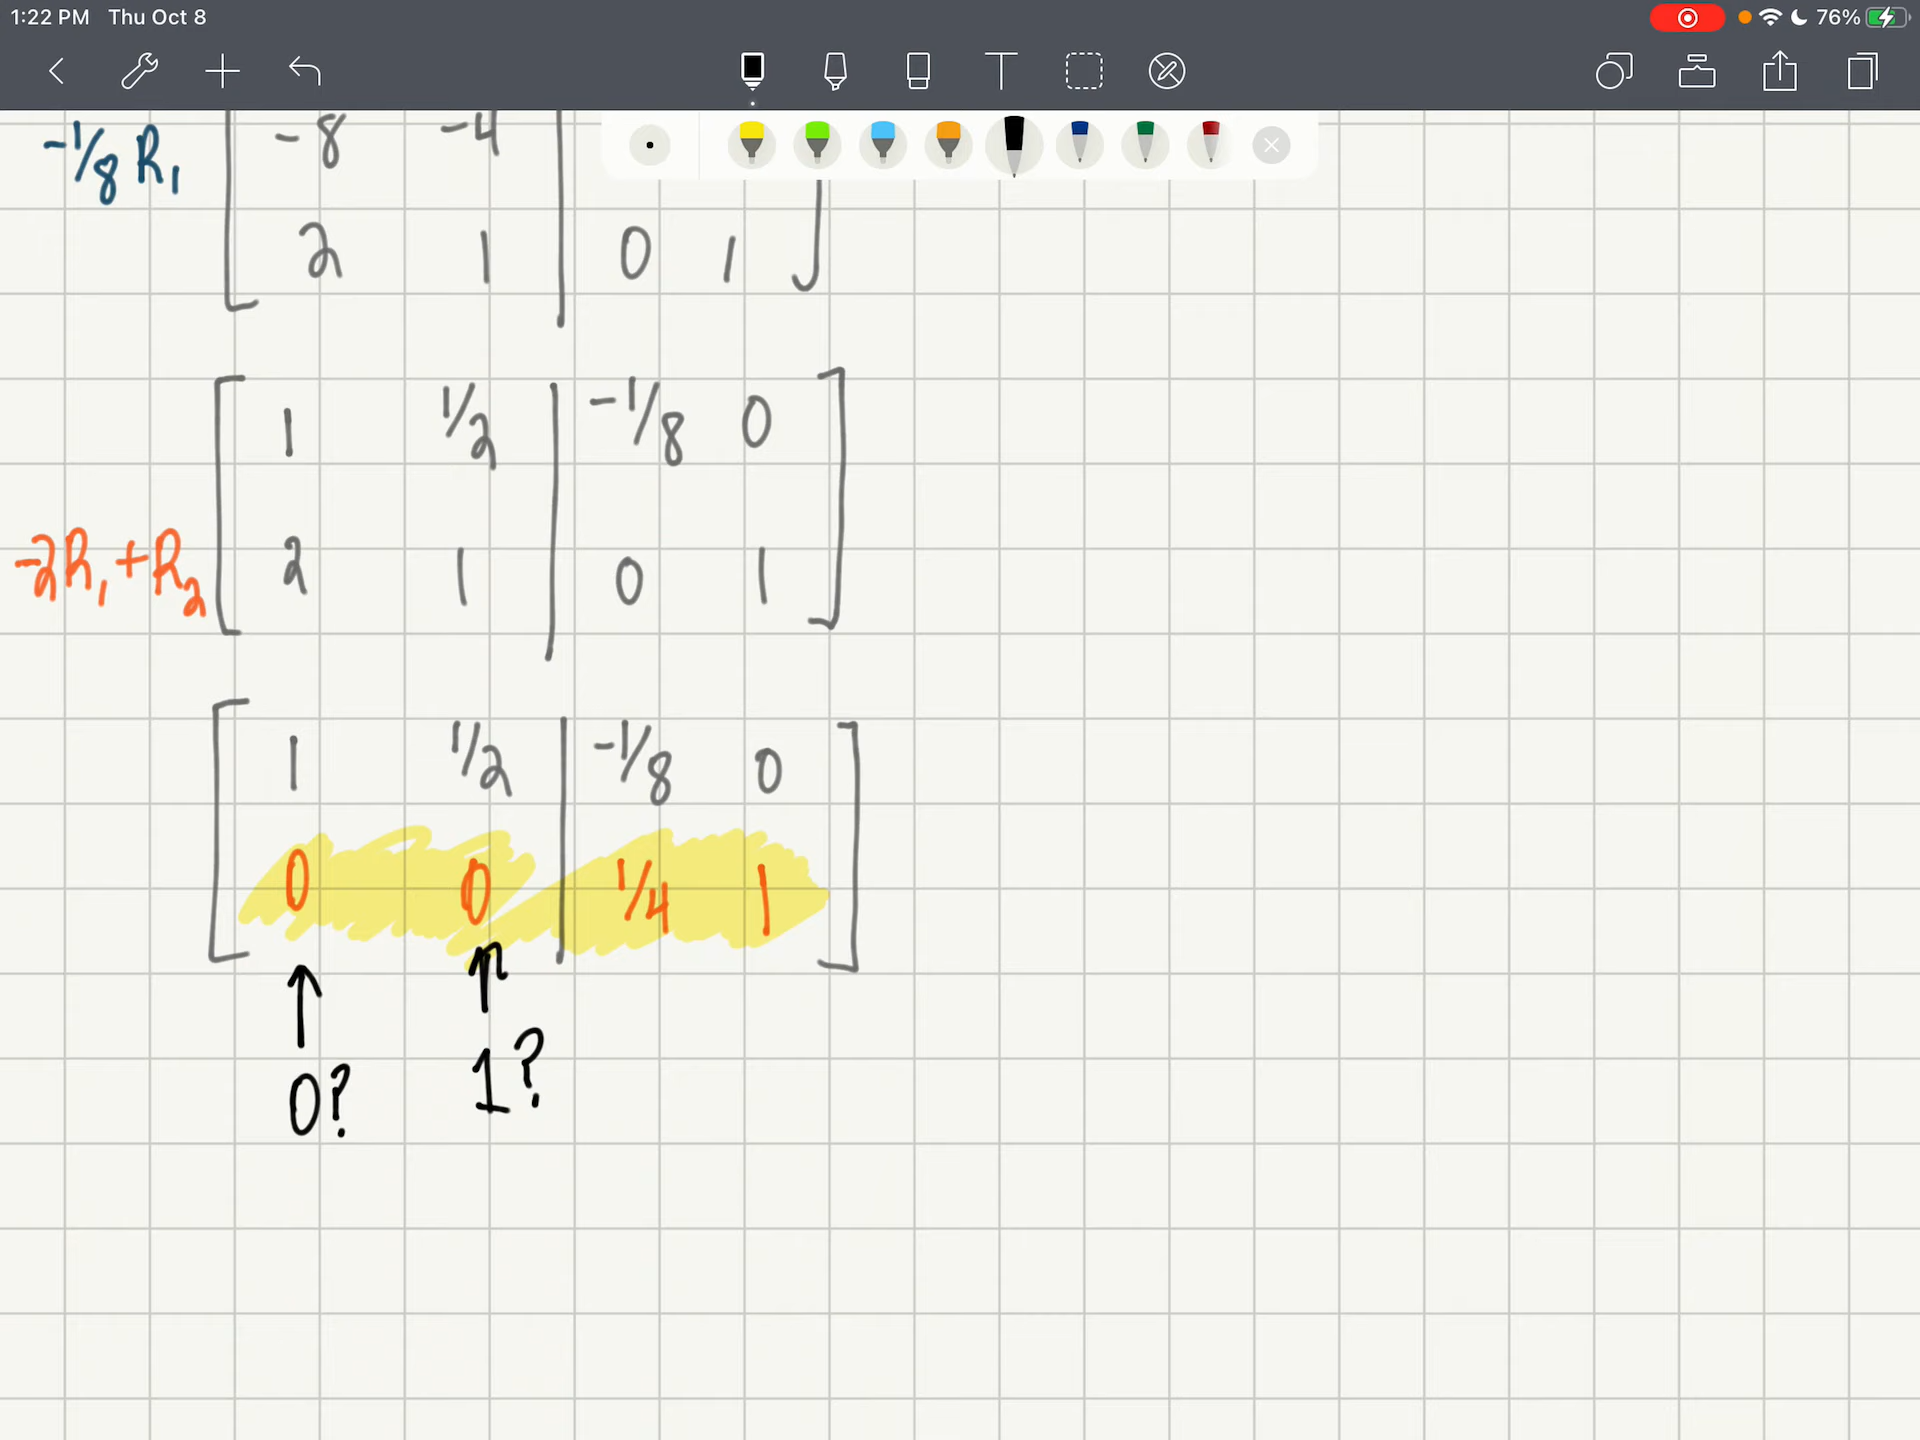 1:22 PM Thu Oct 8 76%
T
-1/8 R₁ -8 -4
2 1 0 1
1 1/2 -1/8 0
-2R₁+R₂ 2 1 0 1
1 1/2 -1/8 0
0 0 1/4 1
0? 1?